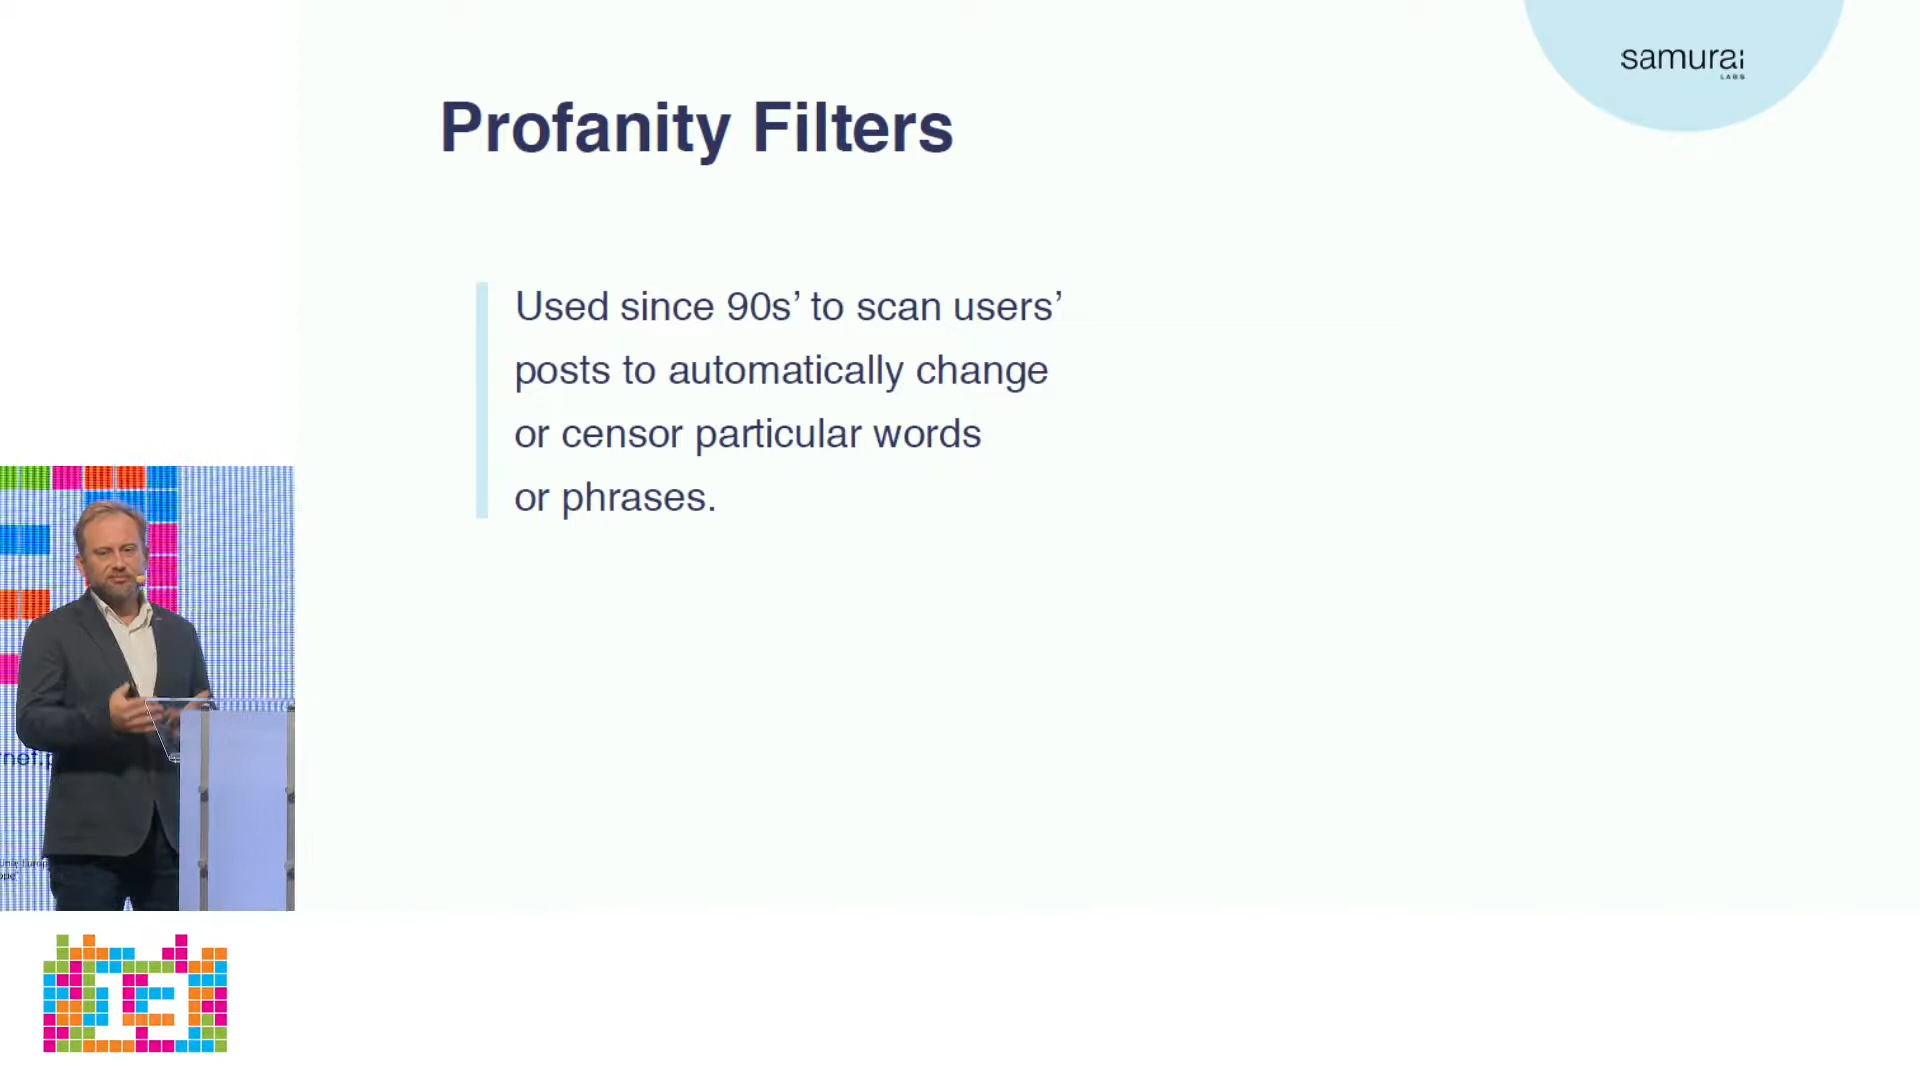 samurai
LABS
Profanity Filters
Used since 90s’ to scan users’
posts to automatically change
or censor particular words
or phrases.